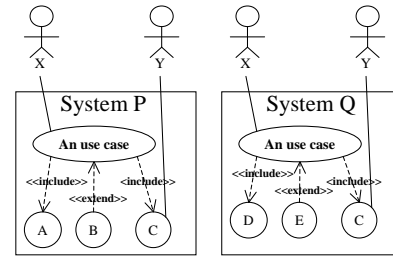 X Y X Y
System P System Q
An use case An use case
<<include>> <<include>> <<include>> <<include>>
<<extend>> <<extend>>
A B C D E C